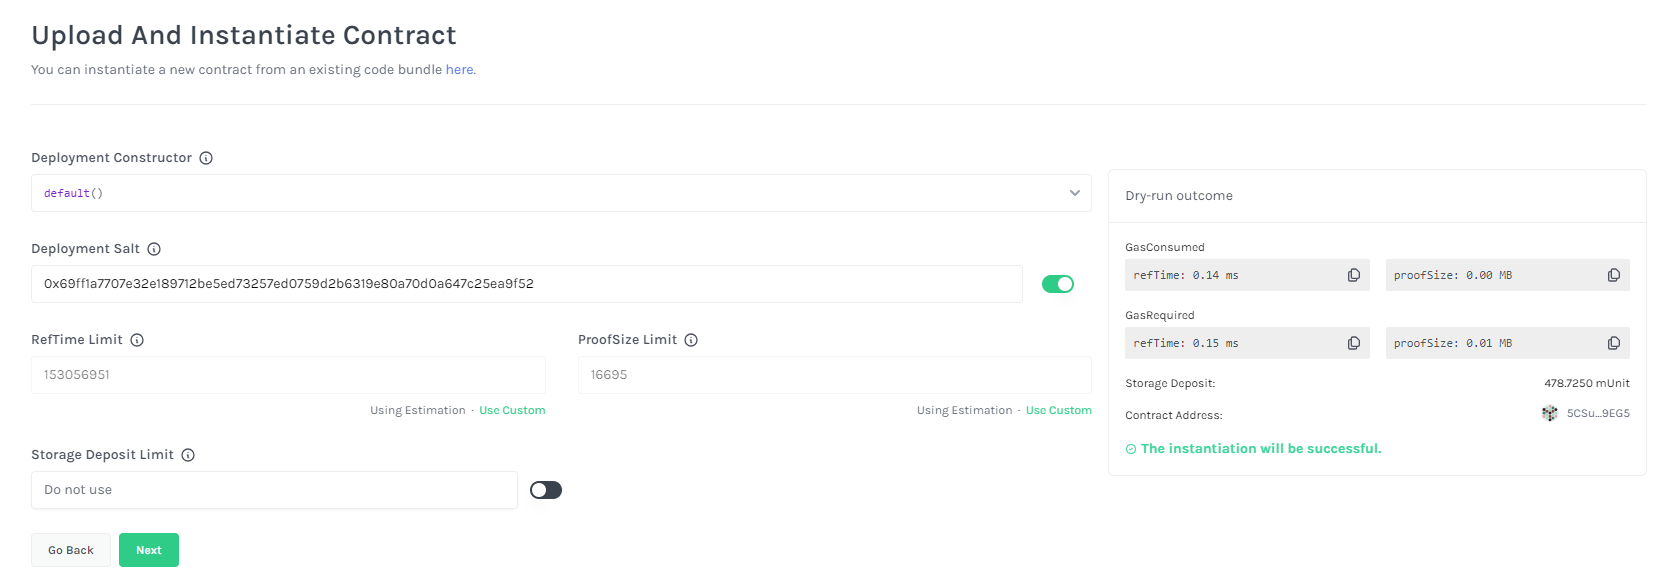 Upload And Instantiate Contract
You can instantiate a new contract from an existing code bundle here.
Deployment Constructor
default()
Deployment Salt
0x69ff1a7707e32e189712be5ed73257ed0759d2b6319e80a70d0a647c25ea9f52
RefTime Limit
ProofSize Limit
153056951
16695
Using Estimation · Use Custom
Using Estimation · Use Custom
Storage Deposit Limit
Do not use
Go Back
Next
Dry-run outcome
GasConsumed
refTime: 0.14 ms
proofSize: 0.00 MB
GasRequired
refTime: 0.15 ms
proofSize: 0.01 MB
Storage Deposit:
478.7250 mUnit
Contract Address:
5CSu...9EG5
The instantiation will be successful.